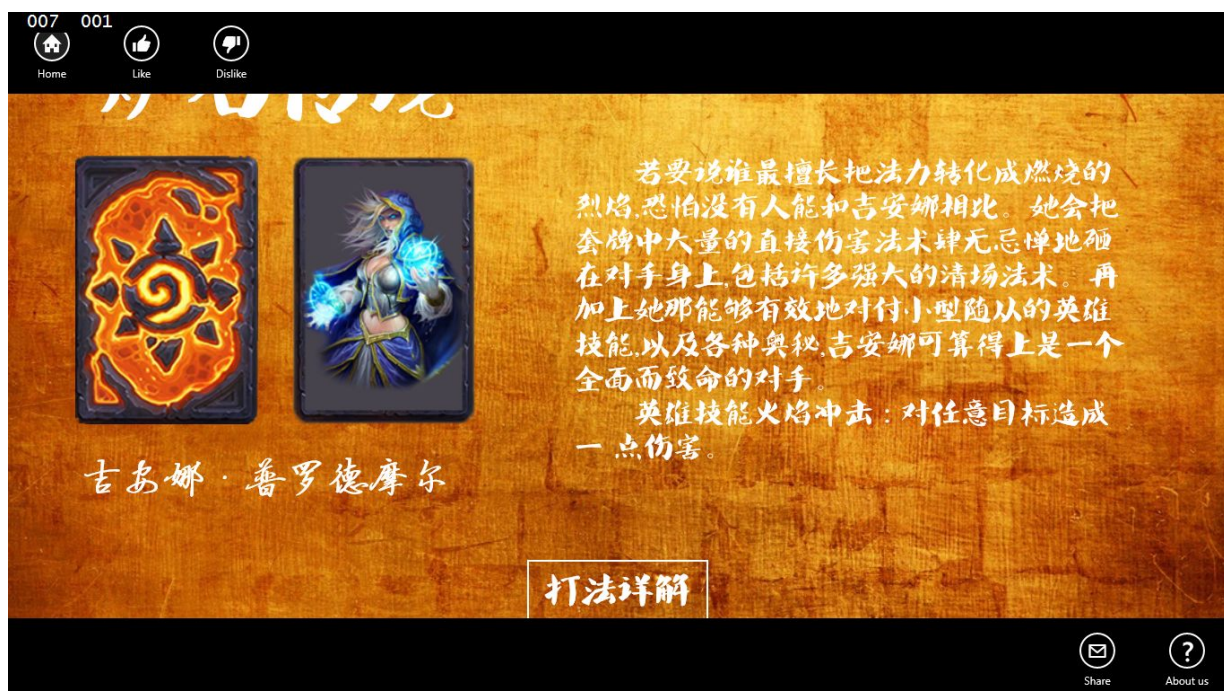 007 001
Home Like Dislike
若要说谁最擅长把法力转化成燃烧的
烈焰,恐怕没有人能和吉安娜相比。她会把
套牌中大量的直接伤害法术肆无忌惮地砸
在对手身上,包括许多强大的清场法术。再
加上她那能够有效地对付小型随从的英雄
技能,以及各种奥秘,吉安娜可算得上是一个
全面而致命的对手。
英雄技能火焰冲击:对任意目标造成
一 点伤害。
吉安娜·普罗德摩尔
打法详解
Share About us